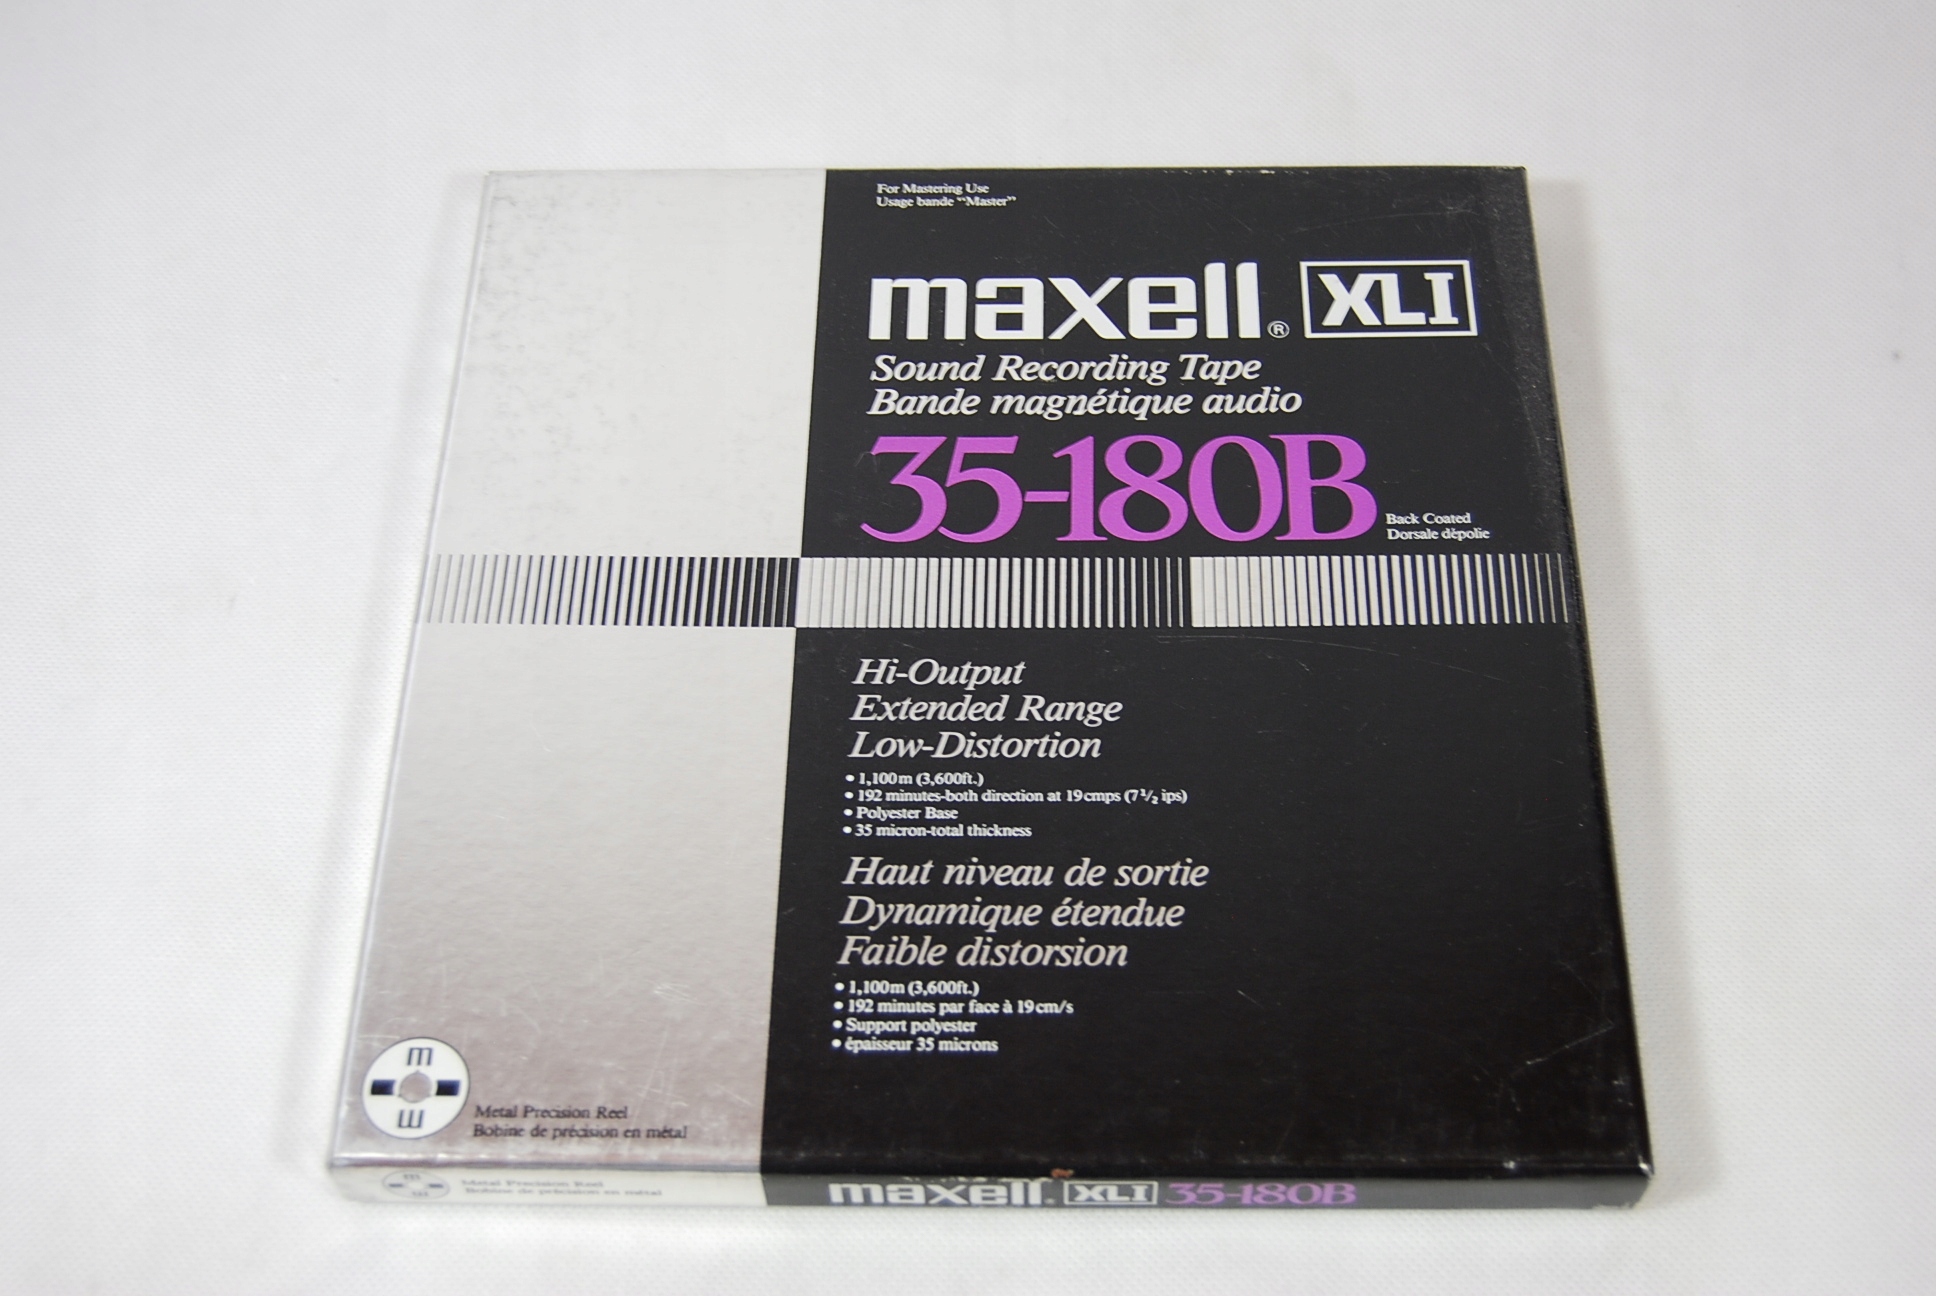 For Mastering Use
Usage bande "Master"
maxell® XLI
Sound Recording Tape
Bande magnétique audio
35-180B
Back Coated
Dorsale dépolie
Hi-Output
Extended Range
Low-Distortion
• 1,100m (3,600ft.)
• 192 minutes-both direction at 19cmps (7½ ips)
• Polyester Base
• 35 micron-total thickness
Haut niveau de sortie
Dynamique étendue
Faible distorsion
• 1,100m (3,600ft.)
• 192 minutes par face à 19cm/s
• Support polyester
• épaisseur 35 microns
m
m
Metal Precision Reel
Bobine de précision en métal
m
m
Metal Precision Reel
Bobine de précision en métal
maxell. XLI 35-180B